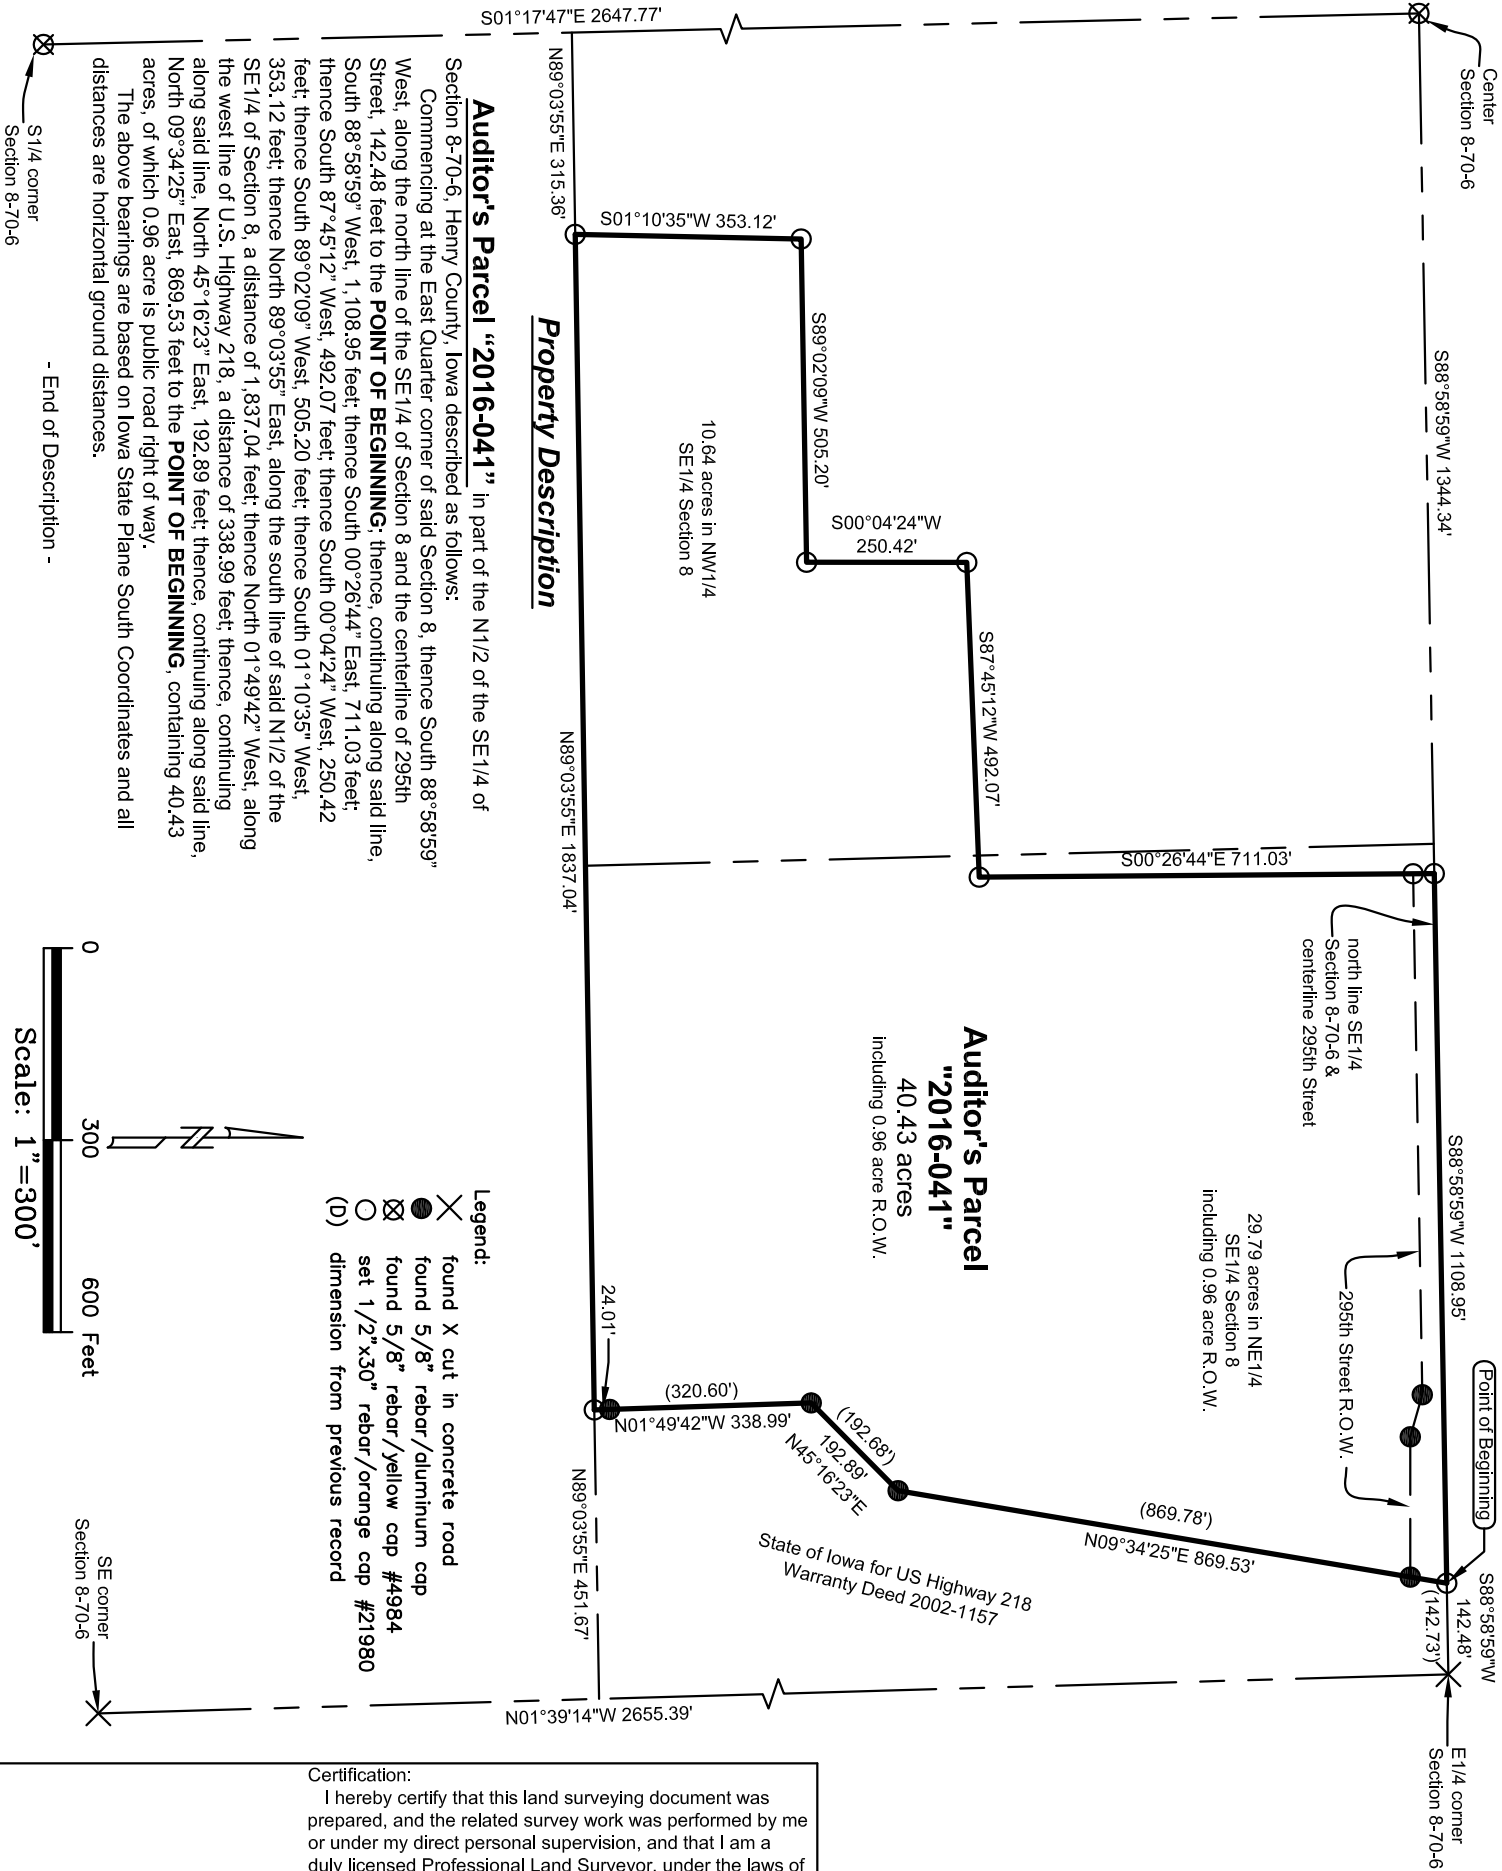 Center
Section 8-70-6
S88°58'59"W 1344.34'
S88°58'59"W 1108.95'
Point of Beginning
S88°58'59"W
142.48'
(142.73')
E1/4 corner
Section 8-70-6
north line SE1/4
Section 8-70-6 &
centerline 295th Street
295th Street R.O.W.
29.79 acres in NE1/4
SE1/4 Section 8
including 0.96 acre R.O.W.
S01°17'47"E 2647.77'
S00°26'44"E 711.03'
S87°45'12"W 492.07'
S00°04'24"W
250.42'
S89°02'09"W 505.20'
S01°10'35"W 353.12'
10.64 acres in NW1/4
SE1/4 Section 8
Auditor's Parcel
"2016-041"
40.43 acres
including 0.96 acre R.O.W.
(869.78')
N09°34'25"E 869.53'
State of Iowa for US Highway 218
Warranty Deed 2002-1157
(192.68')
192.89'
N45°16'23"E
(320.60')
N01°49'42"W 338.99'
24.01'
N89°03'55"E 315.36'
N89°03'55"E 1837.04'
N89°03'55"E 451.67'
N01°39'14"W 2655.39'
Property Description
Auditor's Parcel “2016-041” in part of the N1/2 of the SE1/4 of
Section 8-70-6, Henry County, Iowa described as follows:
Commencing at the East Quarter corner of said Section 8, thence South 88°58'59”
West, along the north line of the SE1/4 of Section 8 and the centerline of 295th
Street, 142.48 feet to the POINT OF BEGINNING; thence, continuing along said line,
South 88°58'59” West, 1,108.95 feet; thence South 00°26'44” East, 711.03 feet;
thence South 87°45'12” West, 492.07 feet; thence South 00°04'24” West, 250.42
feet; thence South 89°02'09” West, 505.20 feet; thence South 01°10'35” West,
353.12 feet; thence North 89°03'55” East, along the south line of said N1/2 of the
SE1/4 of Section 8, a distance of 1,837.04 feet; thence North 01°49'42” West, along
the west line of U.S. Highway 218, a distance of 338.99 feet; thence, continuing
along said line, North 45°16'23” East, 192.89 feet; thence, continuing along said line,
North 09°34'25” East, 869.53 feet to the POINT OF BEGINNING, containing 40.43
acres, of which 0.96 acre is public road right of way.
The above bearings are based on Iowa State Plane South Coordinates and all
distances are horizontal ground distances.
- End of Description -
S1/4 corner
Section 8-70-6
Legend:
found X cut in concrete road
found 5/8" rebar/aluminum cap
found 5/8" rebar/yellow cap #4984
set 1/2"x30" rebar/orange cap #21980
(D) dimension from previous record
0 300 600 Feet
Scale: 1"=300'
SE corner
Section 8-70-6
Certification:
I hereby certify that this land surveying document was
prepared, and the related survey work was performed by me
or under my direct personal supervision, and that I am a
duly licensed Professional Land Surveyor, under the laws of